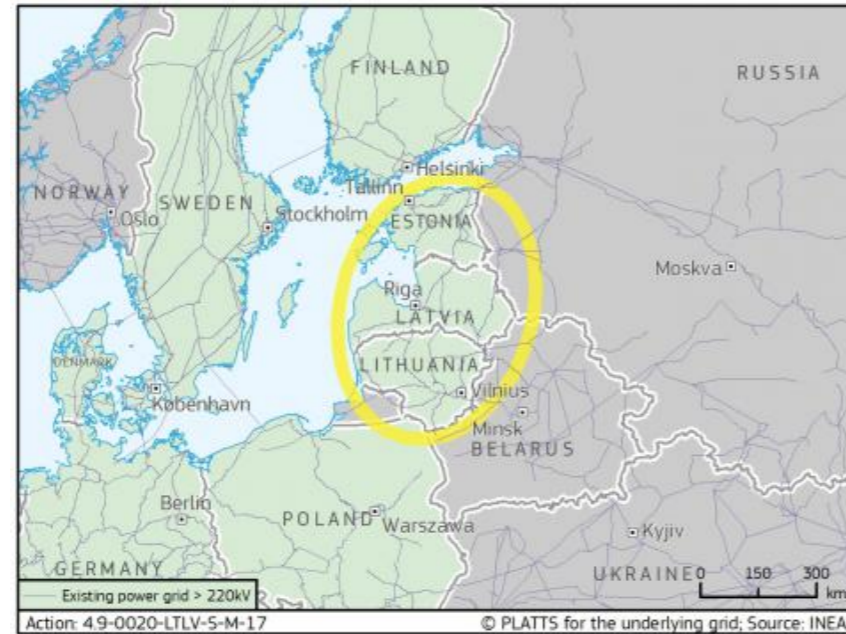 FINLAND
RUSSIA
Helsinki
NORWAY
Tallinn
SWEDEN
Oslo
Stockholm
ESTONIA
Moskva
Riga
LATVIA
DENMARK
LITHUANIA
Vilnius
København
Minsk
BELARUS
Berlin
POLAND
Warszawa
Kyjiv
GERMANY
UKRAINE
0 150 300
km
Existing power grid > 220kV
Action: 4.9-0020-LTLV-S-M-17
© PLATTS for the underlying grid; Source: INEA